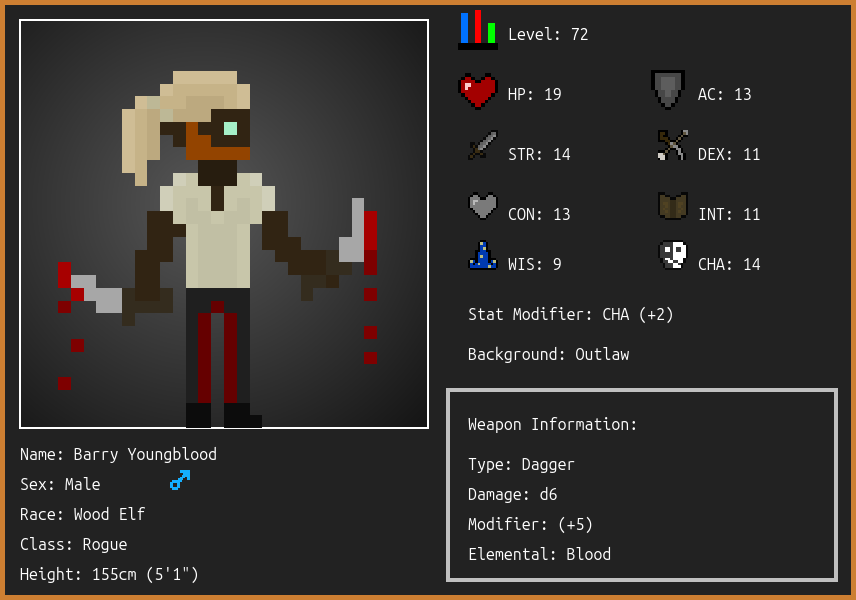 Level: 72
HP: 19
AC: 13
STR: 14
DEX: 11
CON: 13
INT: 11
WIS: 9
CHA: 14
Stat Modifier: CHA (+2)
Background: Outlaw
Weapon Information:
Type: Dagger
Damage: d6
Modifier: (+5)
Elemental: Blood
Name: Barry Youngblood
Sex: Male
Race: Wood Elf
Class: Rogue
Height: 155cm (5'1")